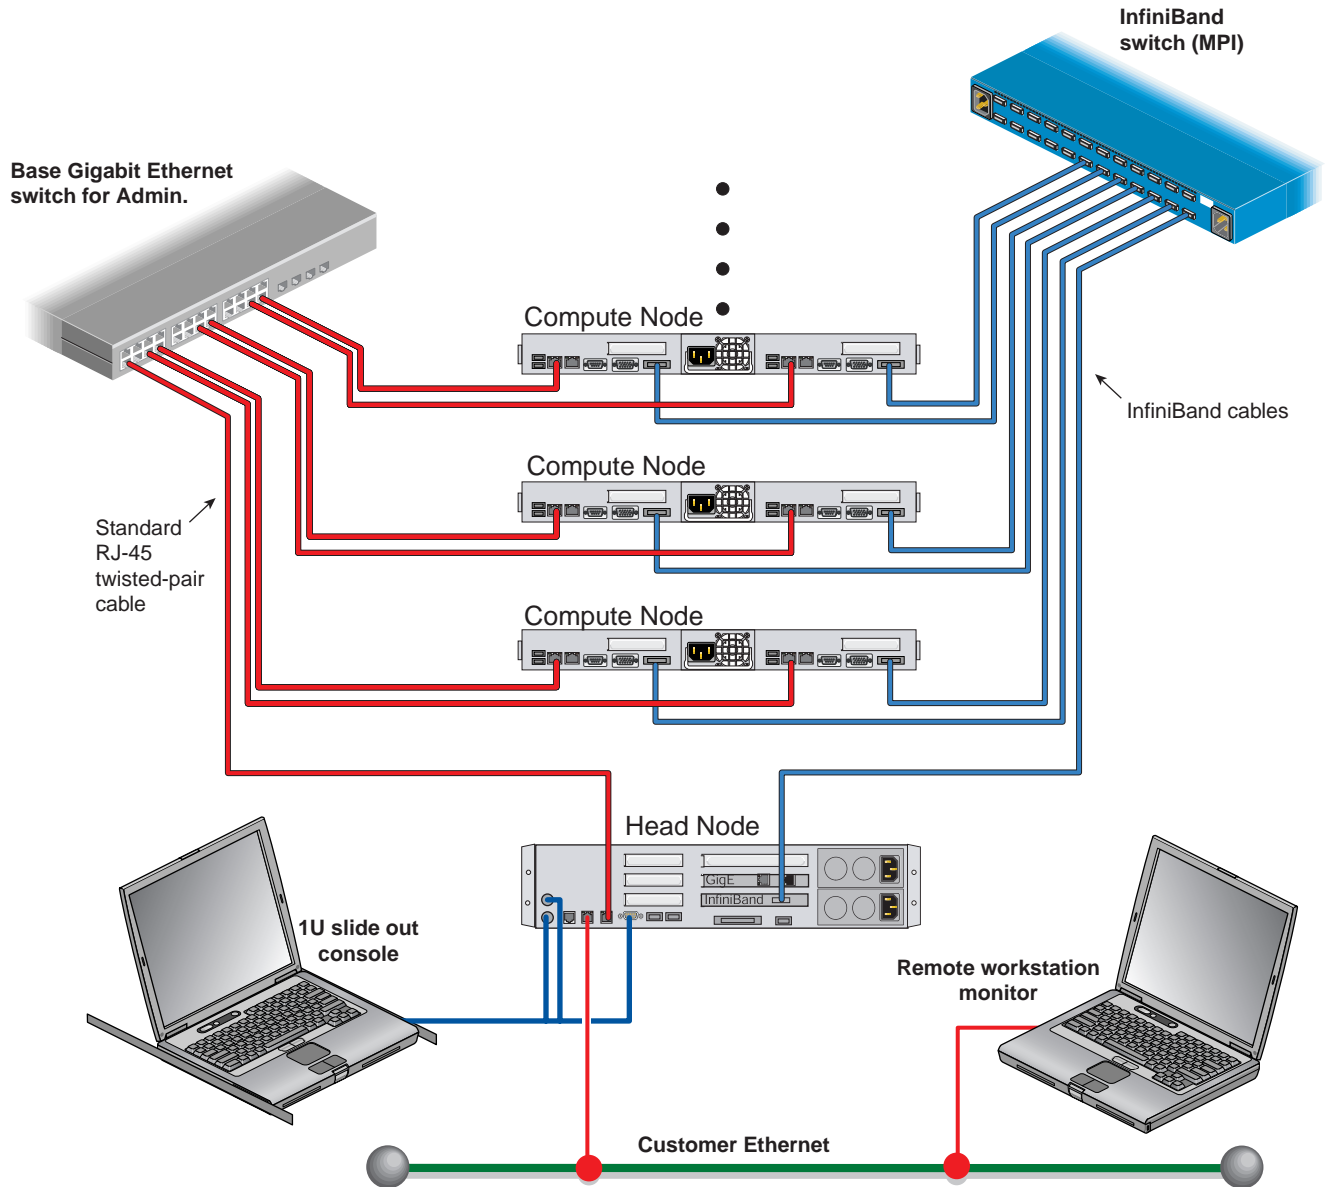 InfiniBand
switch (MPI)
Base Gigabit Ethernet
switch for Admin.
Compute Node
InfiniBand cables
Compute Node
Standard
RJ-45
twisted-pair
cable
Compute Node
Head Node
GigE
InfiniBand
1U slide out
console
Remote workstation
monitor
Customer Ethernet